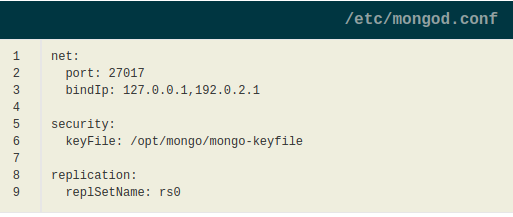 /etc/mongod.conf
1 net:
2   port: 27017
3   bindIp: 127.0.0.1,192.0.2.1
4
5 security:
6   keyFile: /opt/mongo/mongo-keyfile
7
8 replication:
9   replSetName: rs0